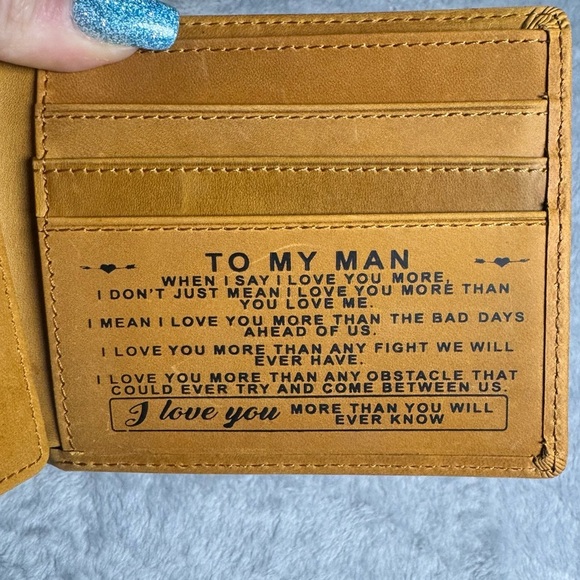 TO MY MAN
WHEN I SAY I LOVE YOU MORE,
I DON'T JUST MEAN I LOVE YOU MORE THAN
YOU LOVE ME.
I MEAN I LOVE YOU MORE THAN THE BAD DAYS
AHEAD OF US.
I LOVE YOU MORE THAN ANY FIGHT WE WILL
EVER HAVE.
I LOVE YOU MORE THAN ANY OBSTACLE THAT
COULD EVER TRY AND COME BETWEEN US.
I love you MORE THAN YOU WILL
EVER KNOW